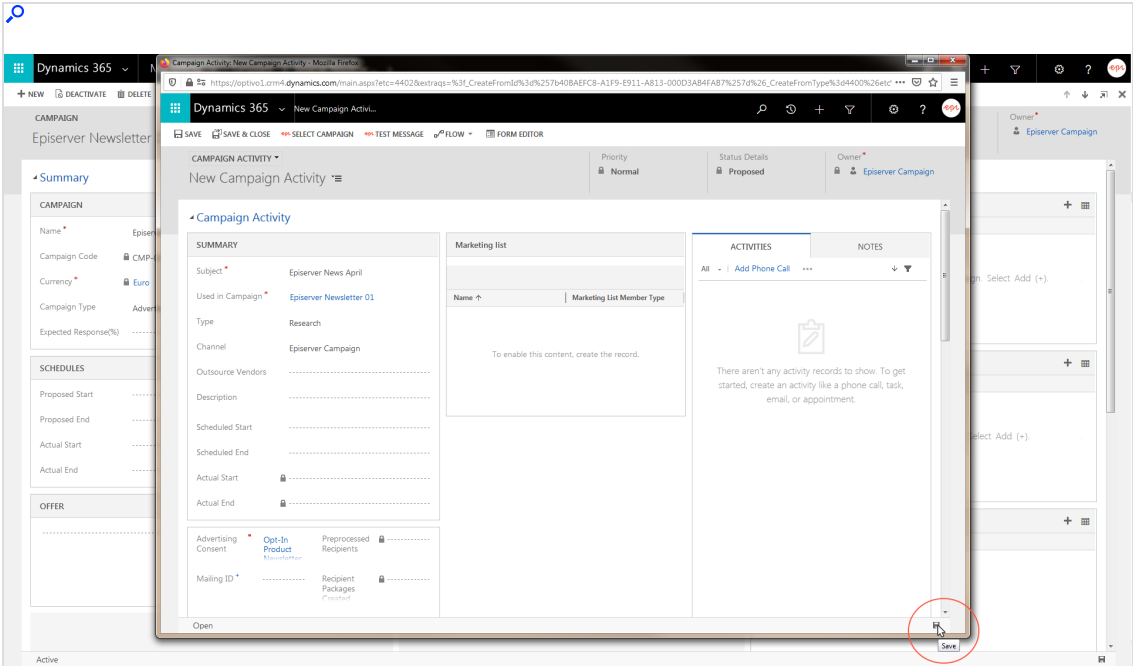 Dynamics 365
NEW
DEACTIVATE
DELETE
CAMPAIGN
Episerver Newsletter
Owner*
Episerver Campaign
Summary
CAMPAIGN
Name*
Campaign Code
Currency*
Euro
Campaign Type
Expected Response(%)
SCHEDULES
Proposed Start
Proposed End
Actual Start
Actual End
OFFER
Active
Select Add (+).
Select Add (+).
Campaign Activity: New Campaign Activity - Mozilla Firefox
https://optivo1.crm4.dynamics.com/main.aspx?etc=4402&extraqs=%3f_CreateFromId%3d%257b40BAEFC8-A1F9-E911-A813-000D3AB4FAB7%257d%26_CreateFromType%3d4400%26etc'
Dynamics 365 New Campaign Activi...
epi
SAVE SAVE & CLOSE SELECT CAMPAIGN TEST MESSAGE FLOW FORM EDITOR
CAMPAIGN ACTIVITY
New Campaign Activity
Priority
Normal
Status Details
Proposed
Owner*
Episerver Campaign
Campaign Activity
SUMMARY
Subject* Episerver News April
Used in Campaign* Episerver Newsletter 01
Type Research
Channel Episerver Campaign
Outsource Vendors
Description
Scheduled Start
Scheduled End
Actual Start
Actual End
Advertising Consent* Opt-In Product Newsletter
Preprocessed Recipients
Mailing ID*
Recipient Packages Created
Marketing list
Name ↑ Marketing List Member Type
To enable this content, create the record.
ACTIVITIES NOTES
All Add Phone Call
There aren't any activity records to show. To get
started, create an activity like a phone call, task,
email, or appointment.
Open
Save